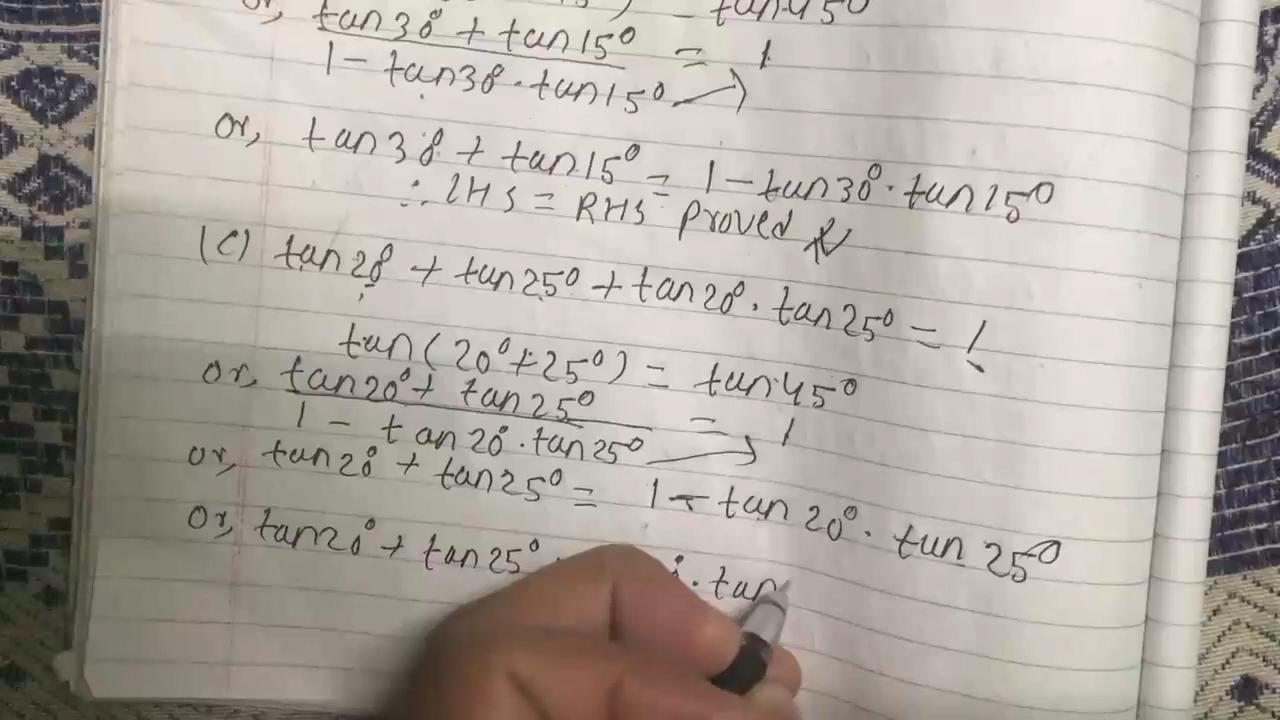 tan45°
or, tan30° + tan15° = 1
1 - tan30° · tan15°
or, tan30° + tan15° = 1 - tan30° · tan15°
∴ LHS = RHS proved
(c) tan20° + tan25° + tan20° · tan25° = 1
tan(20° + 25°) = tan45°
or, tan20° + tan25° = 1
1 - tan20° · tan25°
or, tan20° + tan25° = 1 - tan20° · tan25°
or, tan20° + tan25° · tan